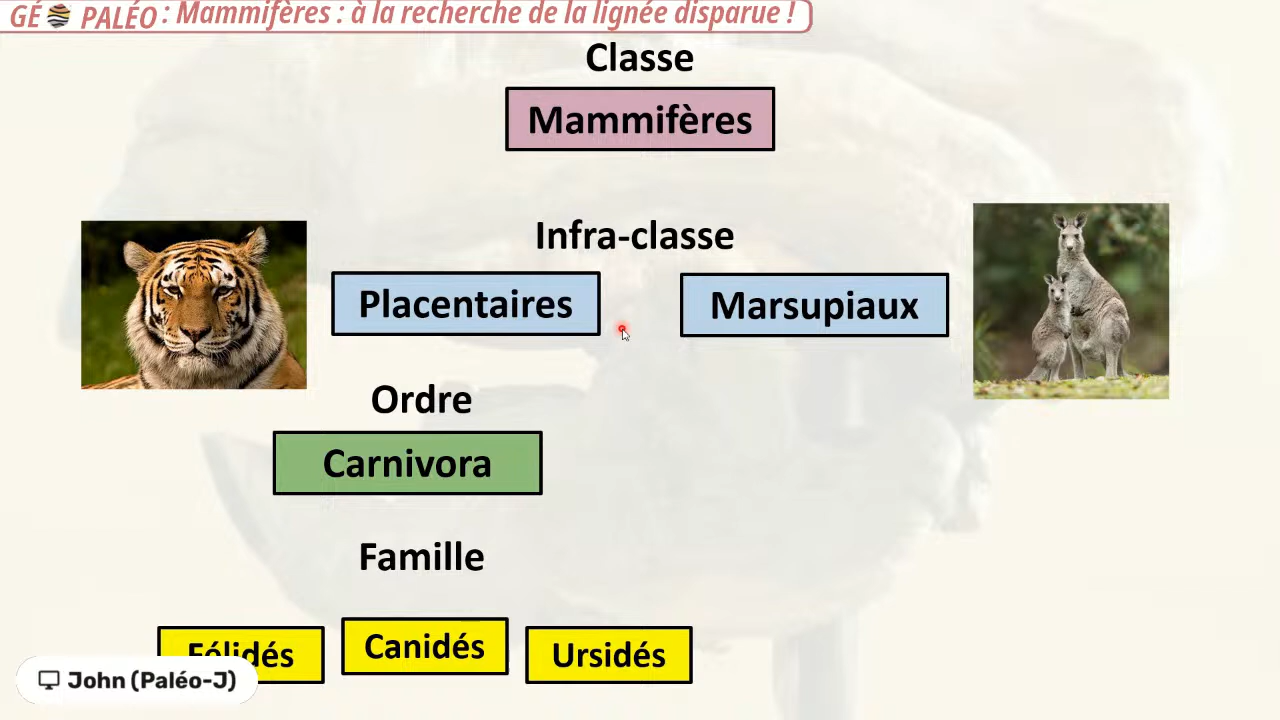 GÉ PALÉO : Mammifères : à la recherche de la lignée disparue !
Classe
Mammifères
Infra-classe
Placentaires
Marsupiaux
Ordre
Carnivora
Famille
Félidés
Canidés
Ursidés
John (Paléo-J)